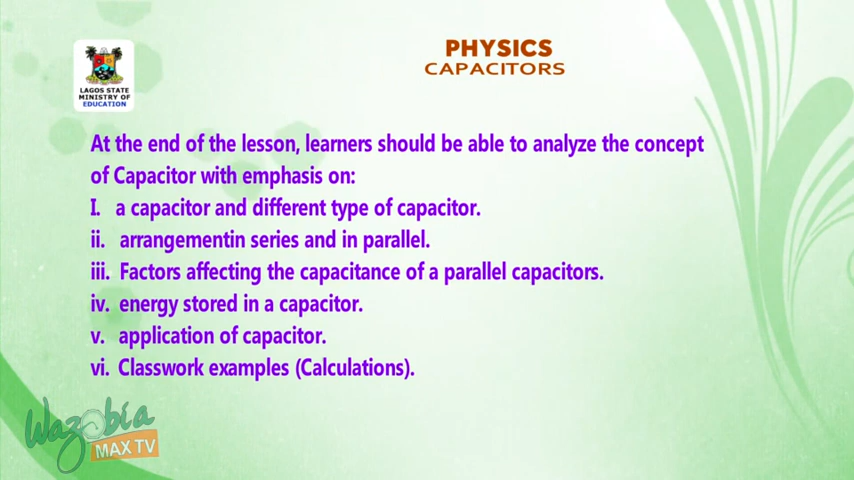 PHYSICS
CAPACITORS
LAGOS STATE
MINISTRY OF
EDUCATION
At the end of the lesson, learners should be able to analyze the concept
of Capacitor with emphasis on:
I. a capacitor and different type of capacitor.
ii. arrangementin series and in parallel.
iii. Factors affecting the capacitance of a parallel capacitors.
iv. energy stored in a capacitor.
v. application of capacitor.
vi. Classwork examples (Calculations).
Wazobia
MAX TV